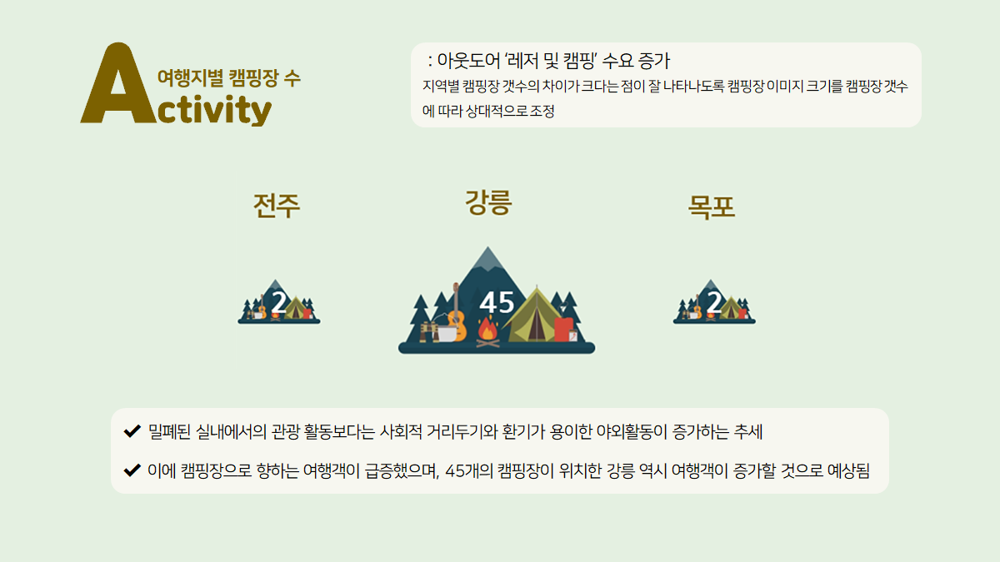 여행지별 캠핑장 수
Activity
: 아웃도어 ‘레저 및 캠핑’ 수요 증가
지역별 캠핑장 갯수의 차이가 크다는 점이 잘 나타나도록 캠핑장 이미지 크기를 캠핑장 갯수
에 따라 상대적으로 조정
전주
강릉
목포
2
45
2
밀폐된 실내에서의 관광 활동보다는 사회적 거리두기와 환기가 용이한 야외활동이 증가하는 추세
이에 캠핑장으로 향하는 여행객이 급증했으며, 45개의 캠핑장이 위치한 강릉 역시 여행객이 증가할 것으로 예상됨